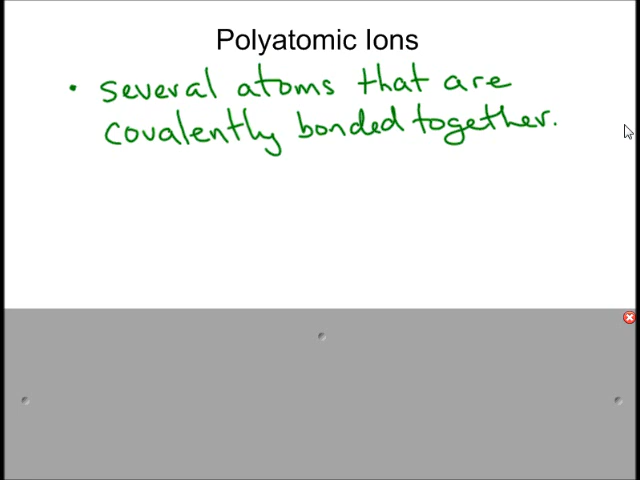 Polyatomic Ions
• several atoms that are
covalently bonded together.